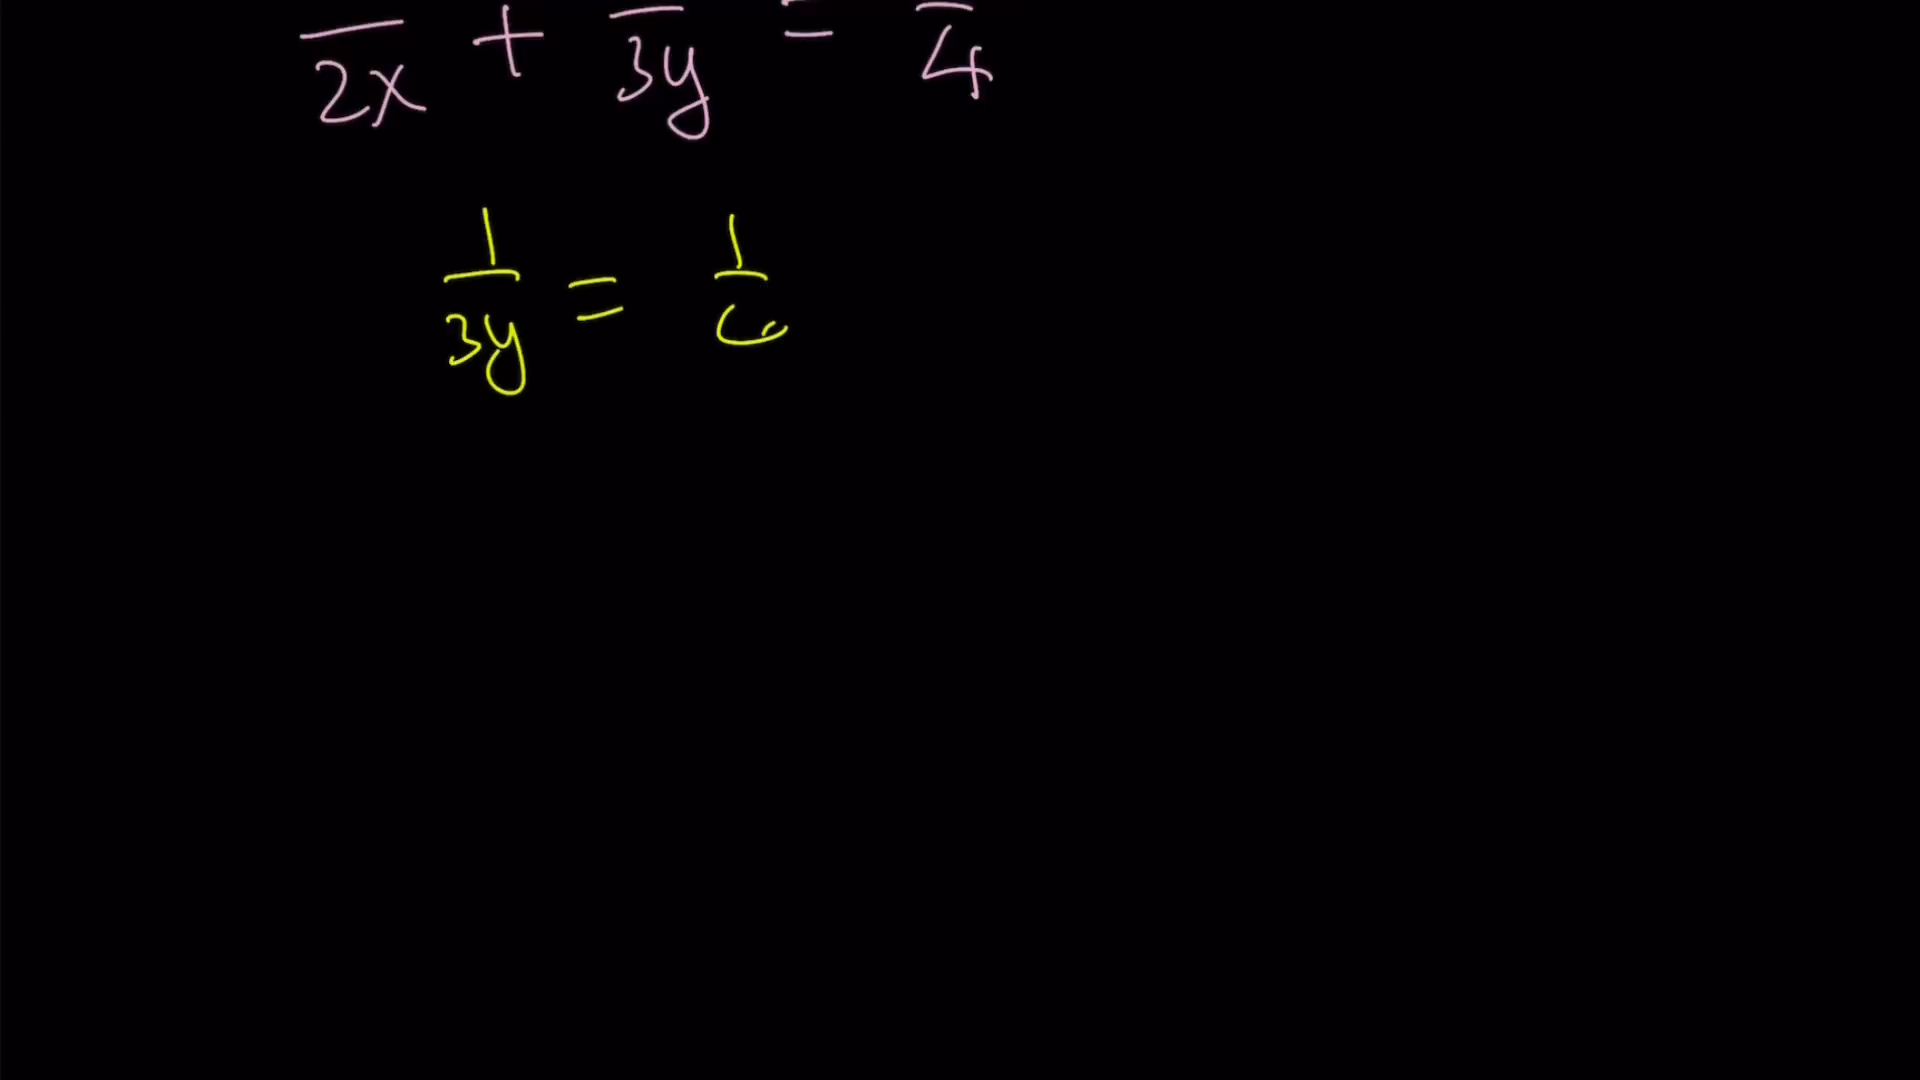 2x + 3y = 4
1/3y = 1/6